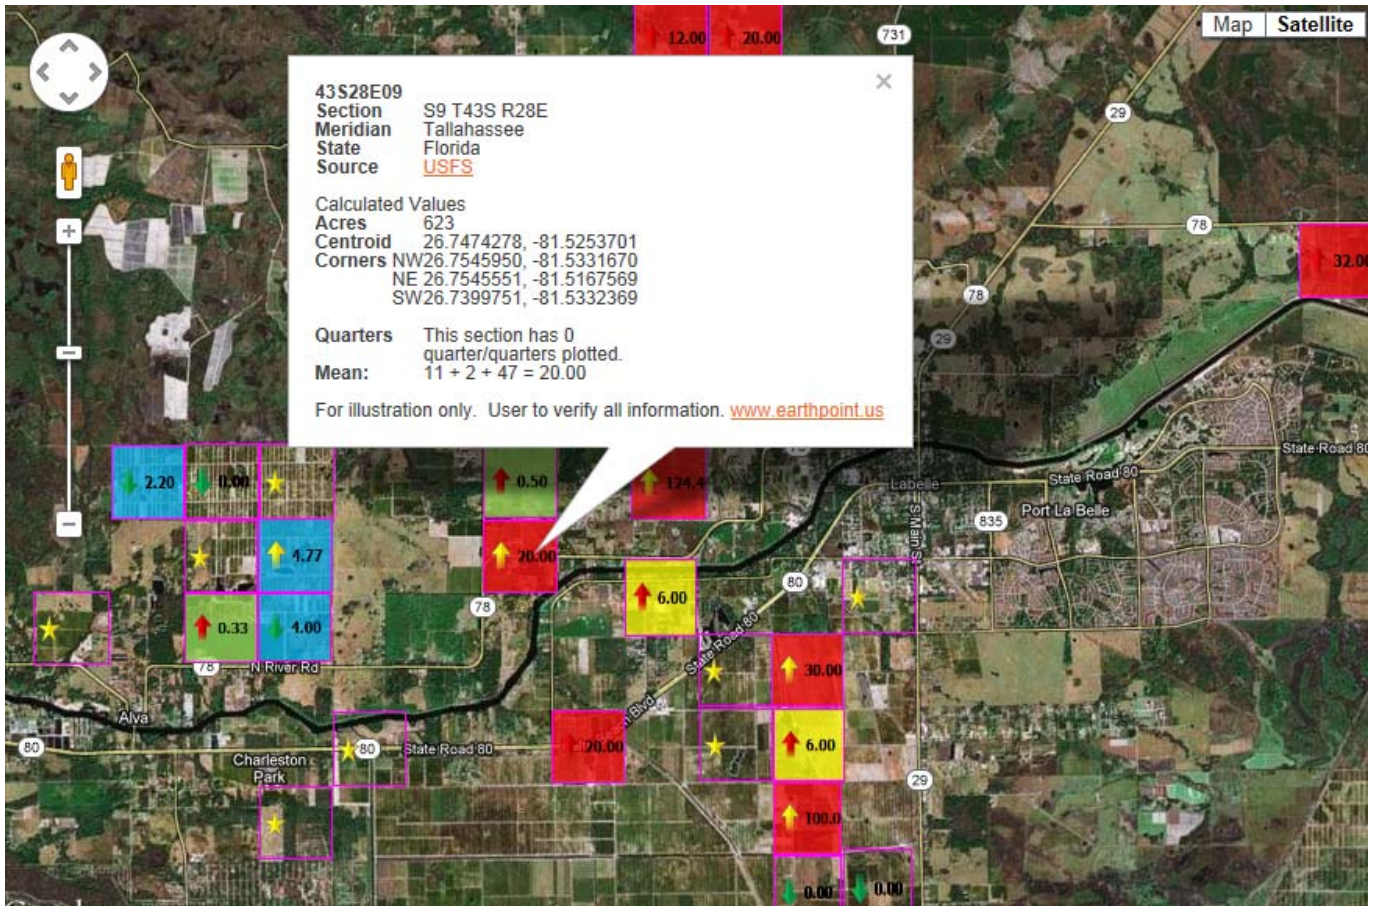 12.00
20.00
731
Map
Satellite
43S28E09
Section S9 T43S R28E
Meridian Tallahassee
State Florida
Source USFS
Calculated Values
Acres 623
Centroid 26.7474278, -81.5253701
Corners NW26.7545950, -81.5331670
NE 26.7545551, -81.5167569
SW26.7399751, -81.5332369
Quarters This section has 0
quarter/quarters plotted.
Mean: 11 + 2 + 47 = 20.00
For illustration only. User to verify all information. www.earthpoint.us
29
78
32.00
78
29
State Road 80
2.20
0.00
0.50
124.4
Labelle
State Road 80
Port La Belle
835
S Main St
4.77
20.00
80
6.00
78
0.33
4.00
State Road 80
30.00
78
N River Rd
Alva
Blvd
80
80
State Road 80
20.00
6.00
Charleston
Park
29
100.0
0.00
0.00